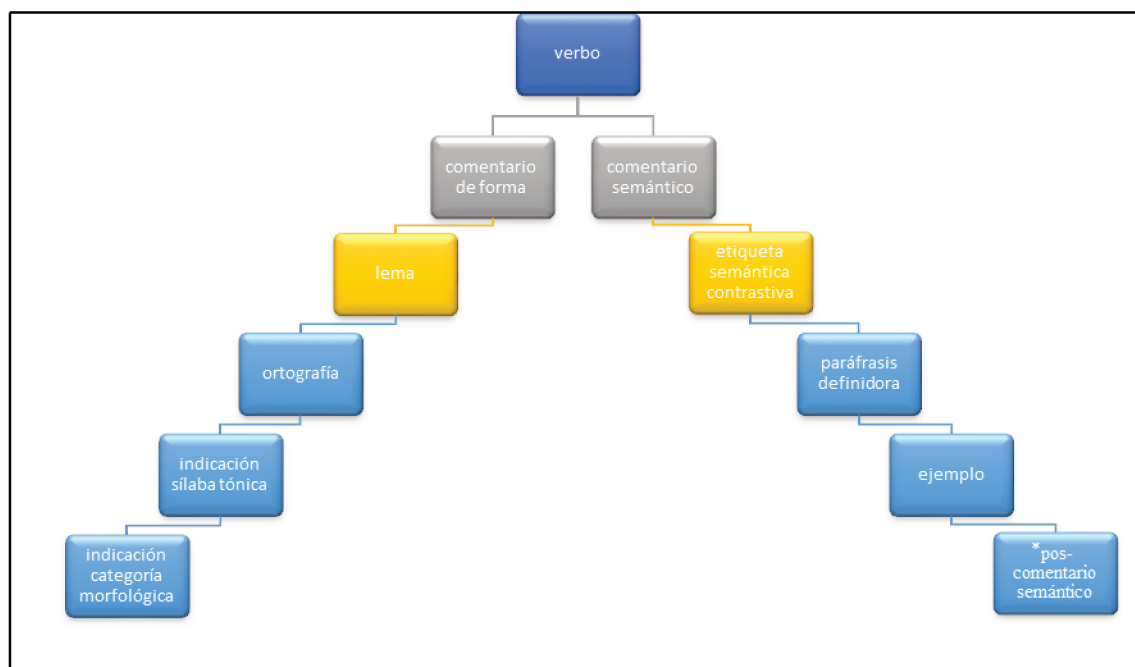 verbo
comentario
de forma
comentario
semántico
lema
etiqueta
semántica
contrastiva
ortografía
paráfrasis
definidora
indicación
sílaba tónica
ejemplo
indicación
categoría
morfológica
*pos-
comentario
semántico